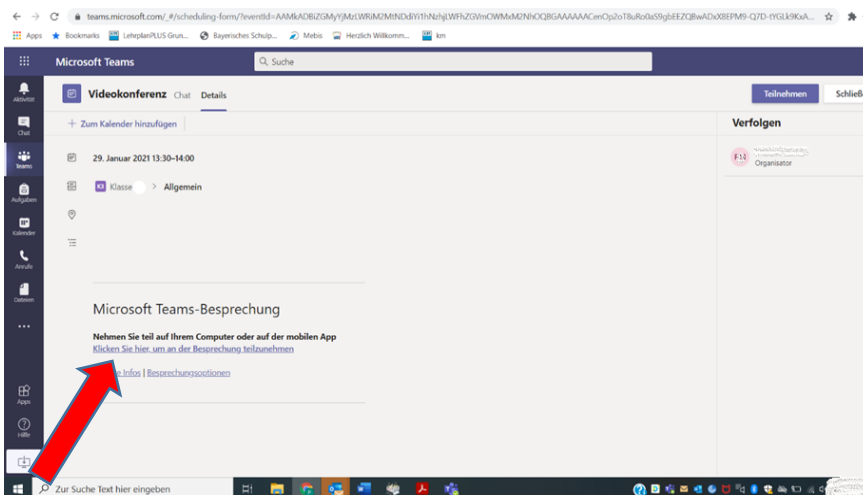 teams.microsoft.com/_#/scheduling-form/?eventId=
Apps Bookmarks LehrplanPLUS Grun... Bayerisches Schulp... Mebis Herzlich Willkomm... km
Microsoft Teams
Suche
Aktivität
Chat
Teams
Aufgaben
Kalender
Anrufe
Dateien
Apps
Hilfe
Videokonferenz Chat Details
Teilnehmen Schließ
+ Zum Kalender hinzufügen
Verfolgen
29. Januar 2021 13:30–14:00
Organisator
Klasse > Allgemein
Microsoft Teams-Besprechung
Nehmen Sie teil auf Ihrem Computer oder auf der mobilen App
Klicken Sie hier, um an der Besprechung teilzunehmen
Infos | Besprechungsoptionen
Zur Suche Text hier eingeben